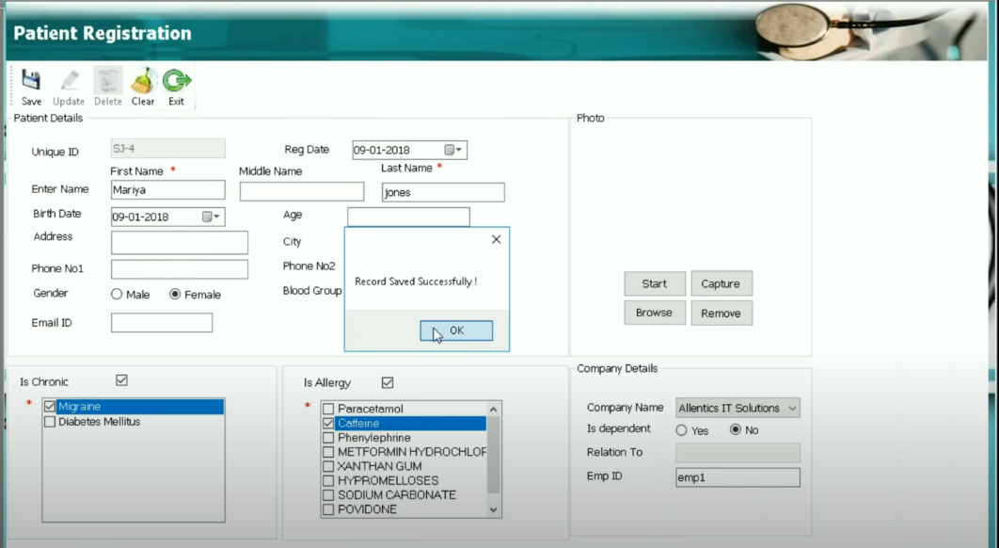 Patient Registration
Save Update Delete Clear Exit
Patient Details
Photo
Unique ID SJ-4 Reg Date 09-01-2018
First Name * Middle Name Last Name *
Enter Name Mariya jones
Birth Date 09-01-2018 Age
Address City
Phone No1 Phone No2
Gender Male Female Blood Group
Email ID
Record Saved Successfully !
OK
Start Capture
Browse Remove
Is Chronic
* Migraine
Diabetes Mellitus
Is Allergy
* Paracetamol
Caffeine
Phenylephrine
METFORMIN HYDROCHLOF
XANTHAN GUM
HYPROMELLOSES
SODIUM CARBONATE
POVIDONE
Company Details
Company Name Allentics IT Solutions
Is dependent Yes No
Relation To
Emp ID emp1